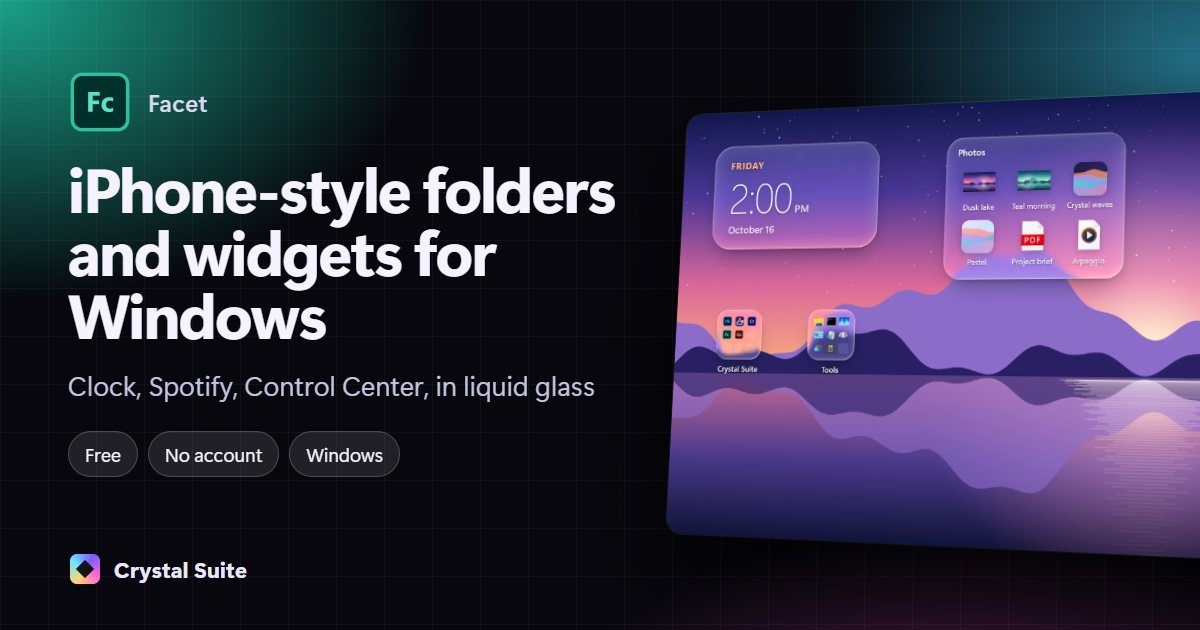 Fc
Facet
iPhone-style folders
and widgets for
Windows
Clock, Spotify, Control Center, in liquid glass
Free
No account
Windows
Crystal Suite
FRIDAY
2:00 PM
October 16
Photos
Dusk lake
Teal morning
Crystal waves
Pastel
PDF
Project brief
Arpeggio
Crystal Suite
Tools